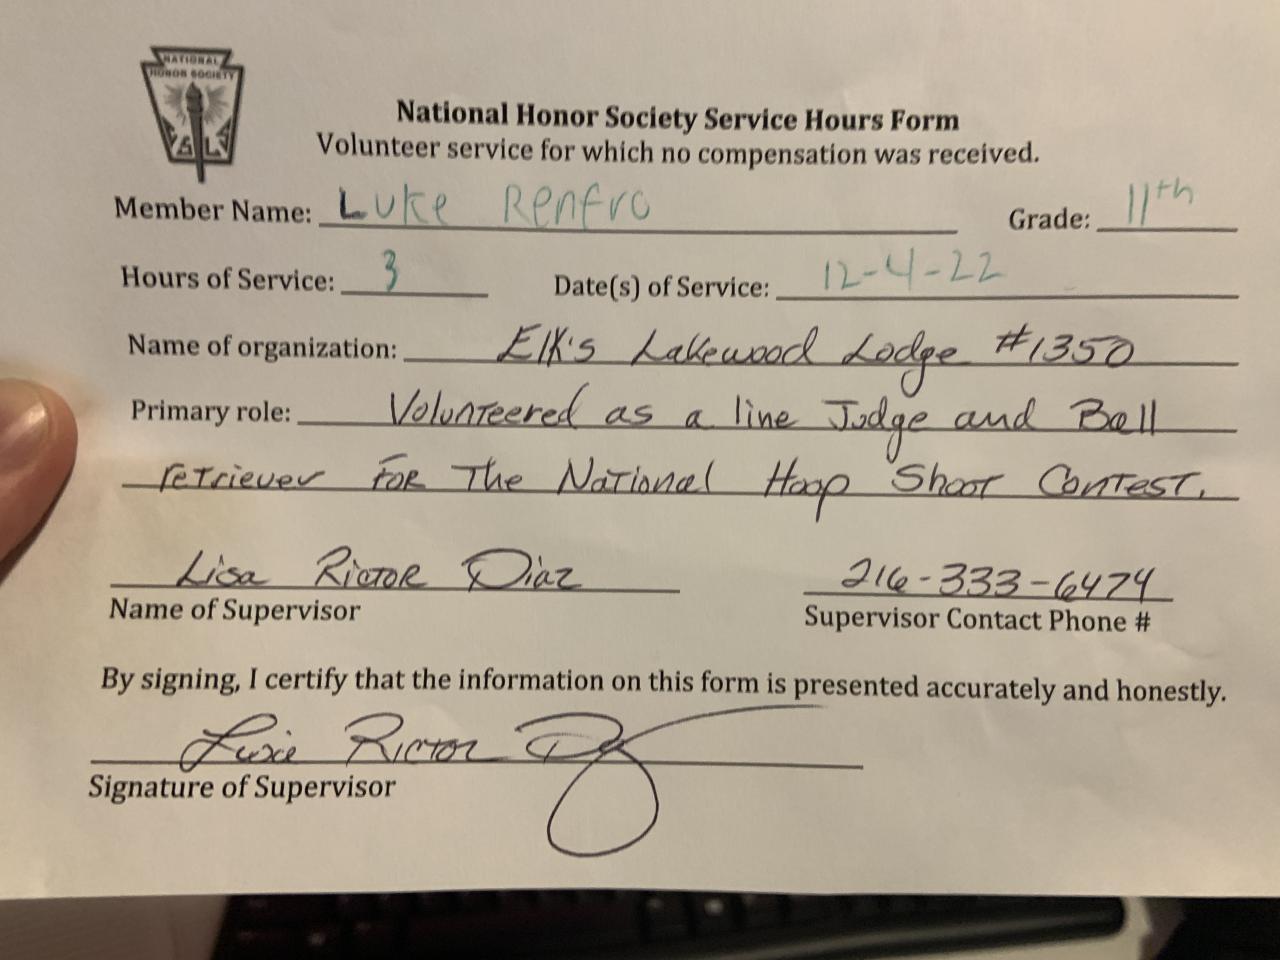 NATIONAL
HONOR SOCIETY
S L
National Honor Society Service Hours Form
Volunteer service for which no compensation was received.
Member Name: Luke Renfro Grade: 11th
Hours of Service: 3 Date(s) of Service: 12-4-22
Name of organization: Elk's Lakewood Lodge #1350
Primary role: Volunteered as a line Judge and Ball
retriever FOR The National Hoop Shoot Contest.
Lisa Rictor Diaz 216-333-6474
Name of Supervisor Supervisor Contact Phone #
By signing, I certify that the information on this form is presented accurately and honestly.
Rictor
Signature of Supervisor